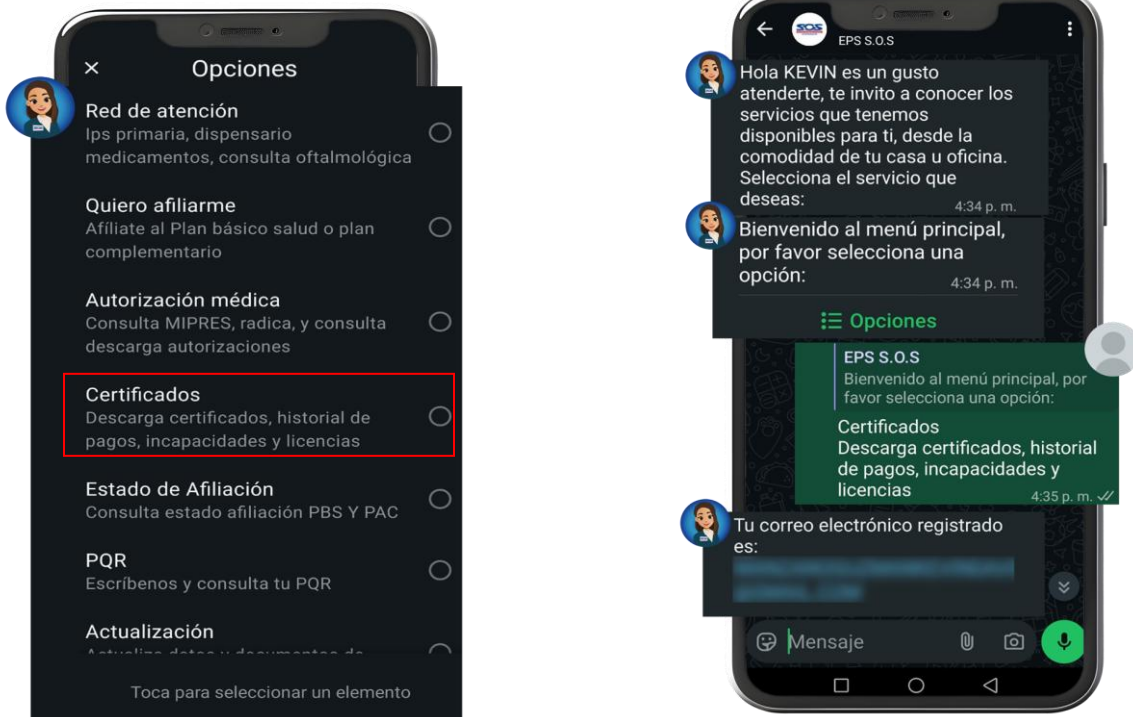 Opciones
Red de atención
Ips primaria, dispensario
medicamentos, consulta oftalmológica
Quiero afiliarme
Afíliate al Plan básico salud o plan
complementario
Autorización médica
Consulta MIPRES, radica, y consulta
descarga autorizaciones
Certificados
Descarga certificados, historial de
pagos, incapacidades y licencias
Estado de Afiliación
Consulta estado afiliación PBS Y PAC
PQR
Escríbenos y consulta tu PQR
Actualización
Actualiza datos y documentos de
Toca para seleccionar un elemento
SOS
EPS S.O.S
Hola KEVIN es un gusto
atenderte, te invito a conocer los
servicios que tenemos
disponibles para ti, desde la
comodidad de tu casa u oficina.
Selecciona el servicio que
deseas:
4:34 p. m.
Bienvenido al menú principal,
por favor selecciona una
opción:
4:34 p. m.
Opciones
EPS S.O.S
Bienvenido al menú principal, por
favor selecciona una opción:
Certificados
Descarga certificados, historial
de pagos, incapacidades y
licencias
4:35 p. m.
Tu correo electrónico registrado
es:
Mensaje